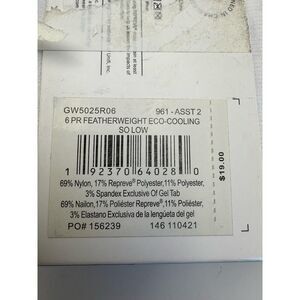 GW5025R06 961 - ASST 2
6 PR FEATHERWEIGHT ECO-COOLING
SO LOW
1 92370 64028 0
$19.00
69% Nylon, 17% Repreve® Polyester, 11% Polyester,
3% Spandex Exclusive Of Gel Tab
69% Nailon, 17% Poliéster Repreve®, 11% Poliéster,
3% Elastano Exclusiva de la lengüeta del gel
PO# 156239 146 110421